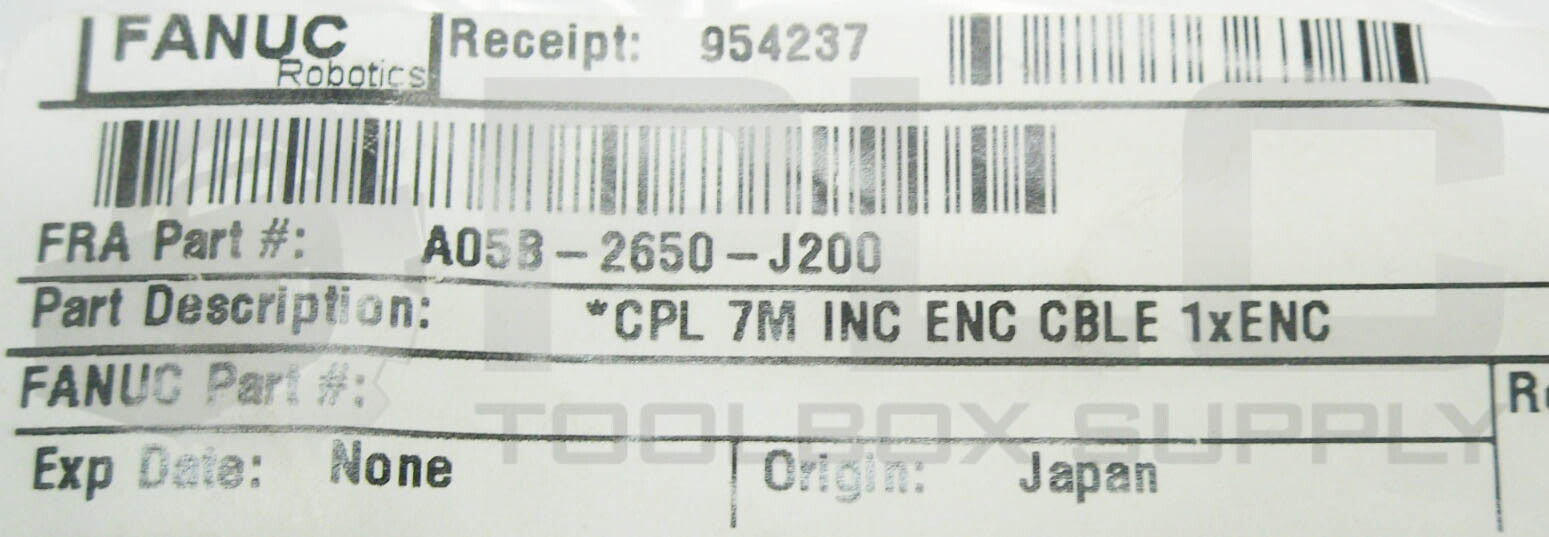 FANUC Receipt: 954237
Robotics
FRA Part #: A05B-2650-J200
Part Description: *CPL 7M INC ENC CBLE 1xENC
FANUC Part #:
Exp Date: None Origin: Japan
PLC
TOOLBOX SUPPLY